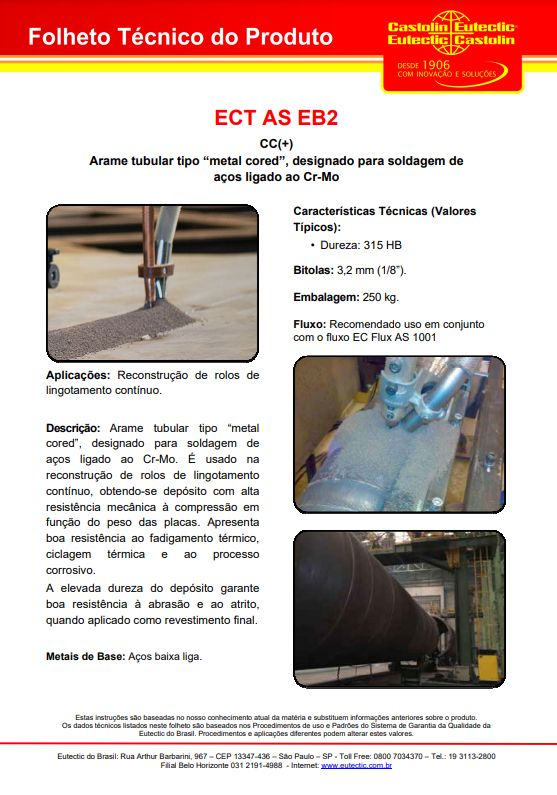 Folheto Técnico do Produto
Castolin Eutectic
Eutectic Castolin
DESDE 1906
COM INOVAÇÃO e SOLUÇÕES
ECT AS EB2
CC(+)
Arame tubular tipo “metal cored”, designado para soldagem de
aços ligado ao Cr-Mo
Aplicações: Reconstrução de rolos de
lingotamento contínuo.
Descrição: Arame tubular tipo “metal
cored”, designado para soldagem de
aços ligado ao Cr-Mo. É usado na
reconstrução de rolos de lingotamento
contínuo, obtendo-se depósito com alta
resistência mecânica à compressão em
função do peso das placas. Apresenta
boa resistência ao fadigamento térmico,
ciclagem térmica e ao processo
corrosivo.
A elevada dureza do depósito garante
boa resistência à abrasão e ao atrito,
quando aplicado como revestimento final.
Metais de Base: Aços baixa liga.
Características Técnicas (Valores
Típicos):
• Dureza: 315 HB
Bitolas: 3,2 mm (1/8”).
Embalagem: 250 kg.
Fluxo: Recomendado uso em conjunto
com o fluxo EC Flux AS 1001
Estas instruções são baseadas no nosso conhecimento atual da matéria e substituem informações anteriores sobre o produto.
Os dados técnicos listados neste folheto são baseados nos Procedimentos de uso e Padrões do Sistema de Garantia da Qualidade da
Eutectic do Brasil. Procedimentos e aplicações diferentes podem alterar estes valores.
Eutectic do Brasil: Rua Arthur Barbarini, 967 – CEP 13347-436 – São Paulo – SP - Toll Free: 0800 7034370 – Tel.: 19 3113-2800
Filial Belo Horizonte 031 2191-4988 - Internet: www.eutectic.com.br